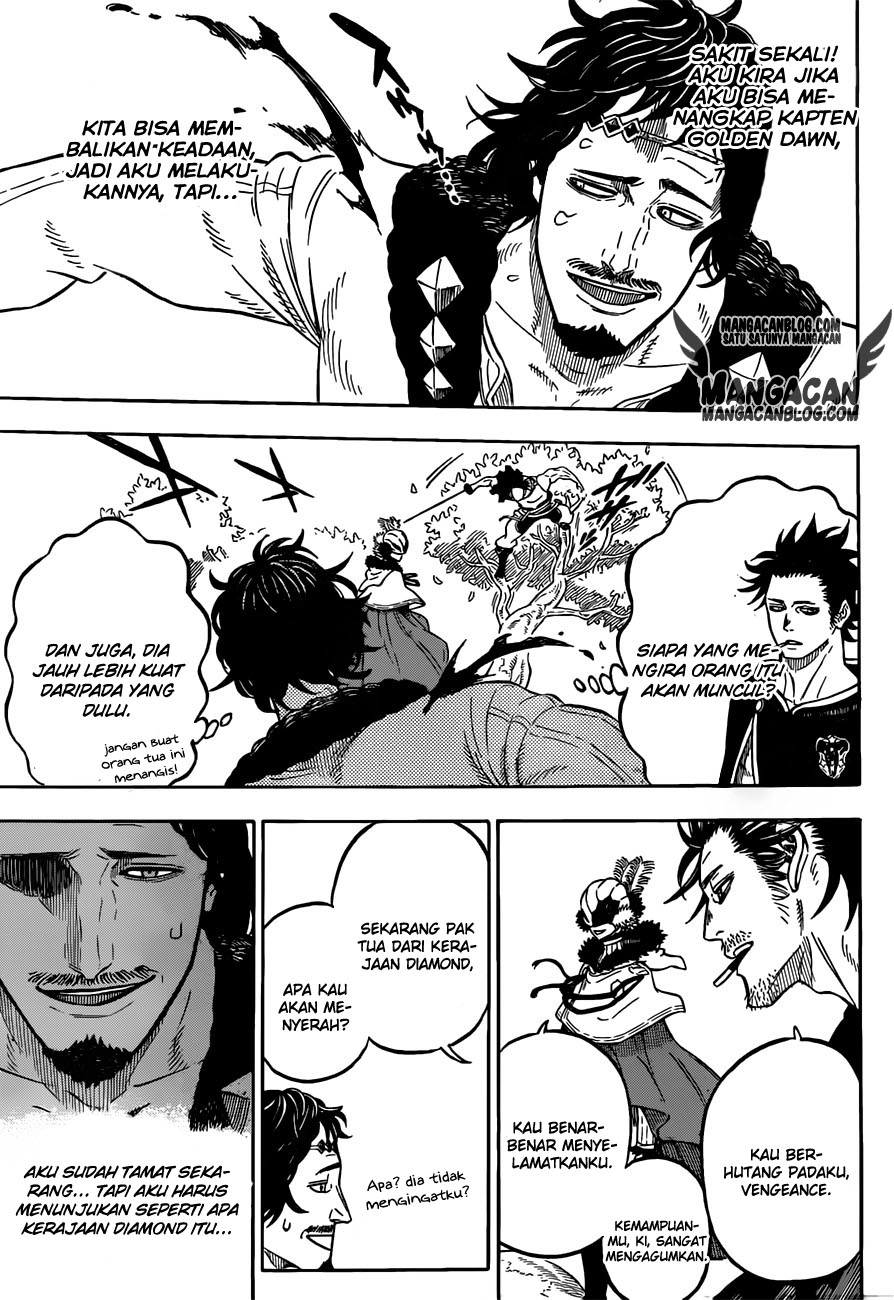 SAKIT SEKALI!
AKU KIRA JIKA
AKU BISA ME-
NANGKAP KAPTEN
GOLDEN DAWN,
KITA BISA MEM-
BALIKAN KEADAAN,
JADI AKU MELAKU-
KANNYA, TAPI...
MANGACANBLOG.COM
SATU SATUNYA MANGACAN
MANGACAN
MANGACANBLOG.COM
SIAPA YANG ME-
NGIRA ORANG ITU
AKAN MUNCUL?
DAN JUGA, DIA
JAUH LEBIH KUAT
DARIPADA YANG
DULU.
jangan buat
orang tua ini
menangis!
KAU BER-
HUTANG PADAKU,
VENGEANCE.
KAU BENAR-
BENAR MENYE-
LAMATKANKU.
KEMAMPUAN-
MU, KI, SANGAT
MENGAGUMKAN.
SEKARANG PAK
TUA DARI KERA-
JAAN DIAMOND,
APA KAU
AKAN ME-
NYERAH?
Apa? dia tidak
mengingatku?
AKU SUDAH TAMAT SEKA-
RANG... TAPI AKU HARUS
MENUNJUKAN SEPERTI APA
KERAJAAN DIAMOND ITU...